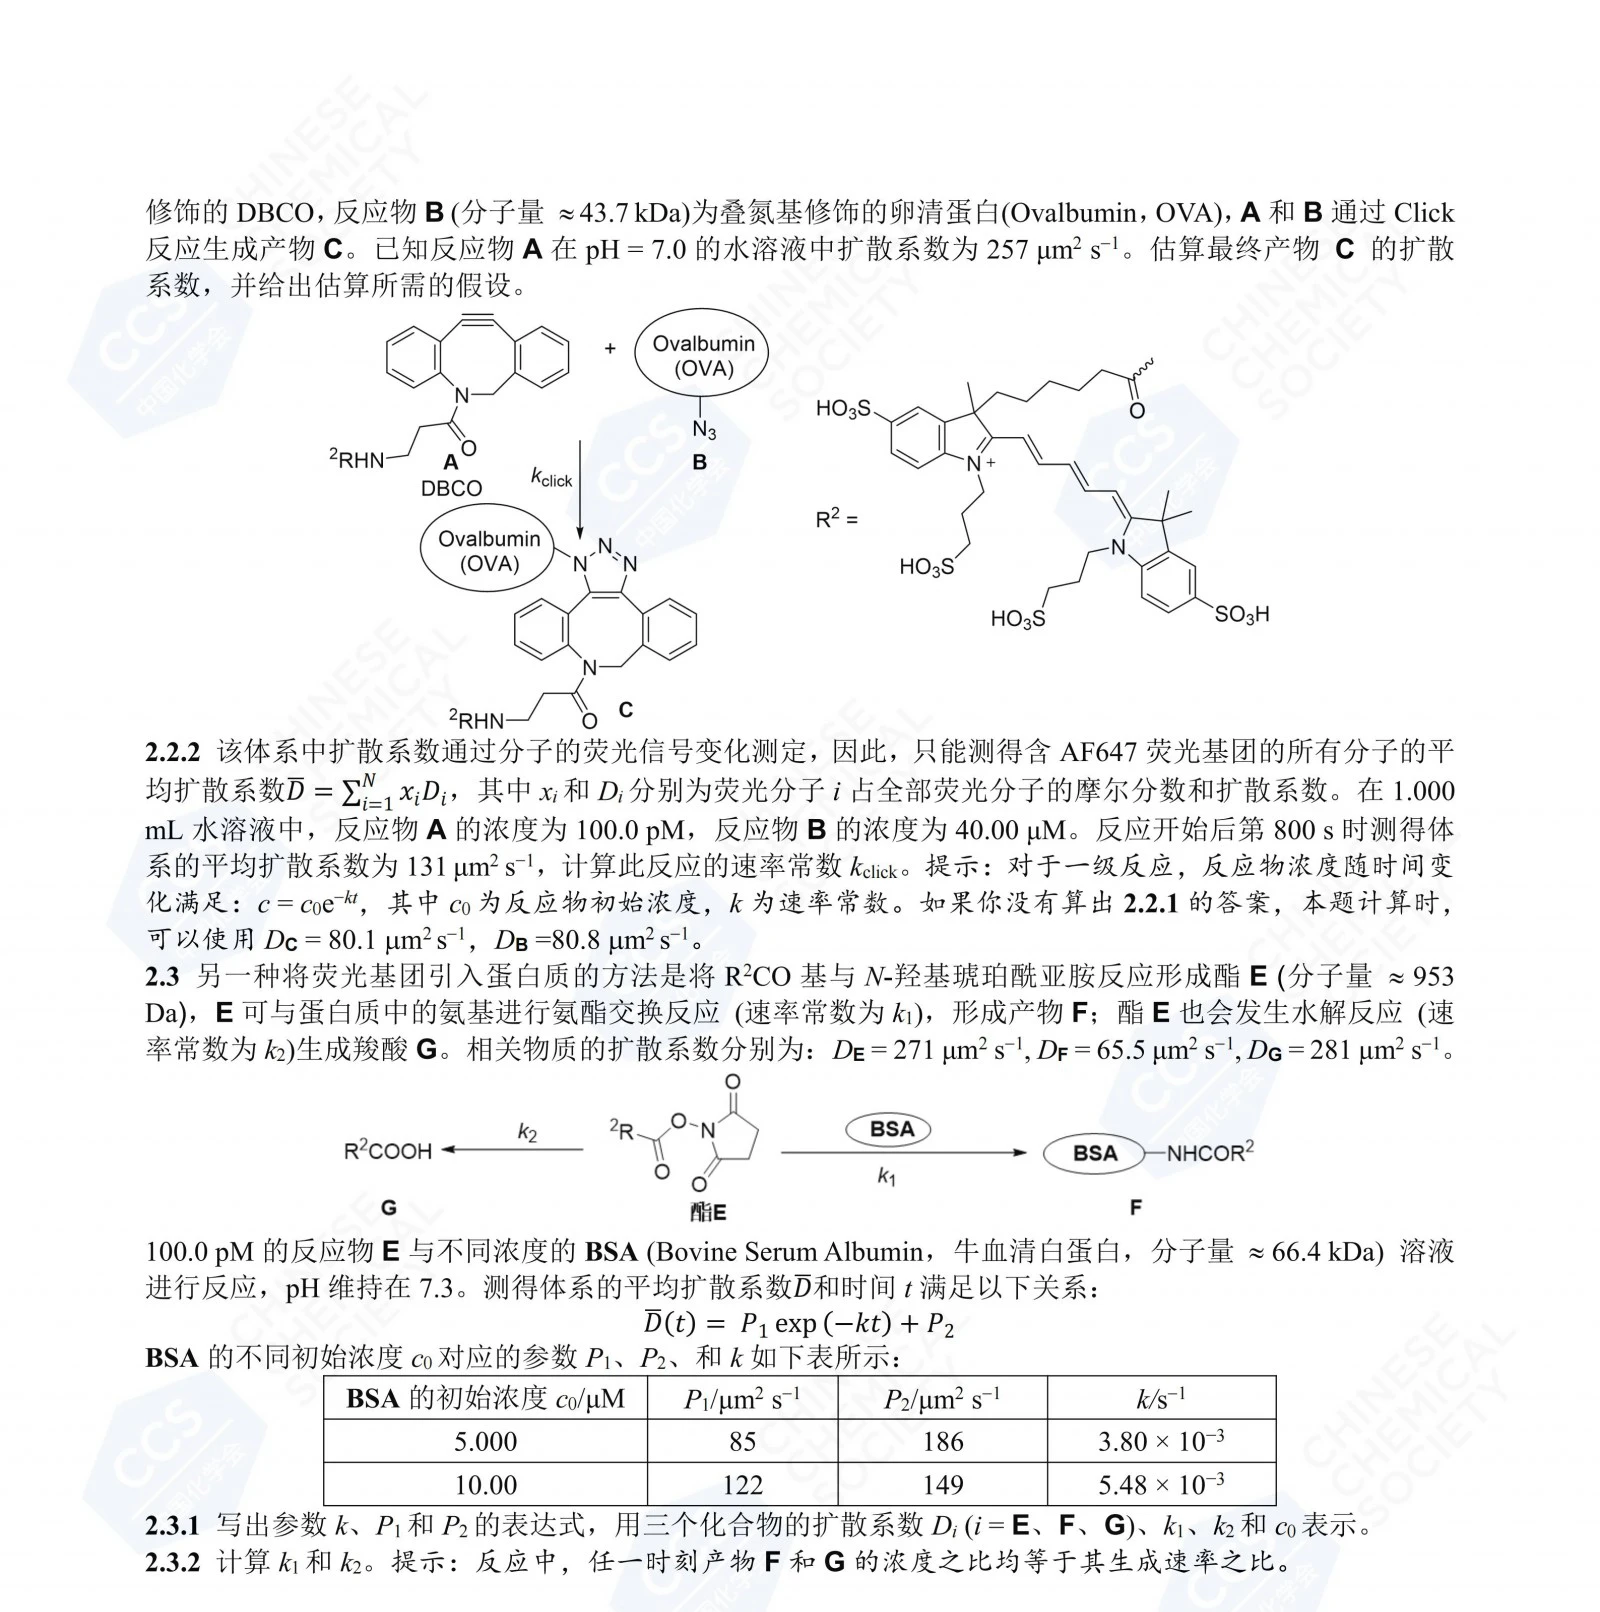 修饰的 DBCO，反应物 B (分子量 ≈43.7 kDa)为叠氮基修饰的卵清蛋白(Ovalbumin，OVA)，A 和 B 通过 Click
反应生成产物 C。已知反应物 A 在 pH = 7.0 的水溶液中扩散系数为 257 μm² s⁻¹。估算最终产物 C 的扩散
系数，并给出估算所需的假设。
Ovalbumin
(OVA)
+
N₃
B
N
O
²RHN
A
DBCO
k_click
Ovalbumin
(OVA)
N
N
N
N
²RHN
O
C
R² =
HO₃S
O
N
+
HO₃S
N
HO₃S
SO₃H
2.2.2 该体系中扩散系数通过分子的荧光信号变化测定，因此，只能测得含 AF647 荧光基团的所有分子的平
均扩散系数D̅ = ∑ᵢ₌₁ᴺ xᵢDᵢ，其中 xᵢ 和 Dᵢ 分别为荧光分子 i 占全部荧光分子的摩尔分数和扩散系数。在 1.000
mL 水溶液中，反应物 A 的浓度为 100.0 pM，反应物 B 的浓度为 40.00 μM。反应开始后第 800 s 时测得体
系的平均扩散系数为 131 μm² s⁻¹，计算此反应的速率常数 k_click。提示：对于一级反应，反应物浓度随时间变
化满足：c = c₀e⁻ᵏᵗ，其中 c₀ 为反应物初始浓度，k 为速率常数。如果你没有算出 2.2.1 的答案，本题计算时，
可以使用 D_C = 80.1 μm² s⁻¹，D_B =80.8 μm² s⁻¹。
2.3 另一种将荧光基团引入蛋白质的方法是将 R²CO 基与 N-羟基琥珀酰亚胺反应形成酯 E (分子量 ≈ 953
Da)，E 可与蛋白质中的氨基进行氨酯交换反应 (速率常数为 k₁)，形成产物 F；酯 E 也会发生水解反应 (速
率常数为 k₂)生成羧酸 G。相关物质的扩散系数分别为：D_E = 271 μm² s⁻¹, D_F = 65.5 μm² s⁻¹, D_G = 281 μm² s⁻¹。
R²COOH
k₂
²R
O
O
N
O
O
BSA
k₁
BSA
NHCOR²
G
酯E
F
100.0 pM 的反应物 E 与不同浓度的 BSA (Bovine Serum Albumin，牛血清白蛋白，分子量 ≈ 66.4 kDa) 溶液
进行反应，pH 维持在 7.3。测得体系的平均扩散系数D̅和时间 t 满足以下关系：
D̅(t) = P₁ exp (−kt) + P₂
BSA 的不同初始浓度 c₀ 对应的参数 P₁、P₂、和 k 如下表所示：
BSA 的初始浓度 c₀/μM P₁/μm² s⁻¹ P₂/μm² s⁻¹ k/s⁻¹
5.000 85 186 3.80 × 10⁻³
10.00 122 149 5.48 × 10⁻³
2.3.1 写出参数 k、P₁ 和 P₂ 的表达式，用三个化合物的扩散系数 Dᵢ (i = E、F、G)、k₁、k₂ 和 c₀ 表示。
2.3.2 计算 k₁ 和 k₂。提示：反应中，任一时刻产物 F 和 G 的浓度之比均等于其生成速率之比。
CCS
中国化学会
CHINESE
CHEMICAL
SOCIETY